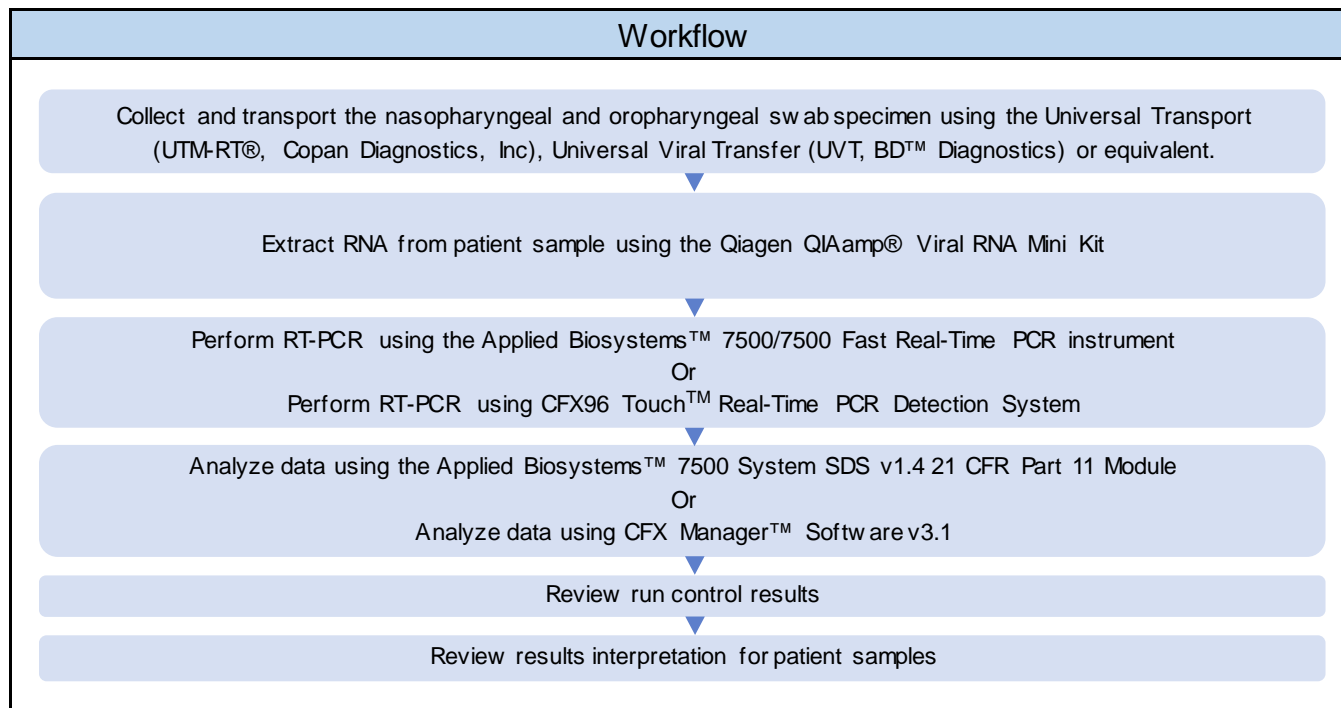 Workflow
Collect and transport the nasopharyngeal and oropharyngeal swab specimen using the Universal Transport
(UTM-RT®, Copan Diagnostics, Inc), Universal Viral Transfer (UVT, BD™ Diagnostics) or equivalent.
Extract RNA from patient sample using the Qiagen QIAamp® Viral RNA Mini Kit
Perform RT-PCR using the Applied Biosystems™ 7500/7500 Fast Real-Time PCR instrument
Or
Perform RT-PCR using CFX96 Touch™ Real-Time PCR Detection System
Analyze data using the Applied Biosystems™ 7500 System SDS v1.4 21 CFR Part 11 Module
Or
Analyze data using CFX Manager™ Software v3.1
Review run control results
Review results interpretation for patient samples